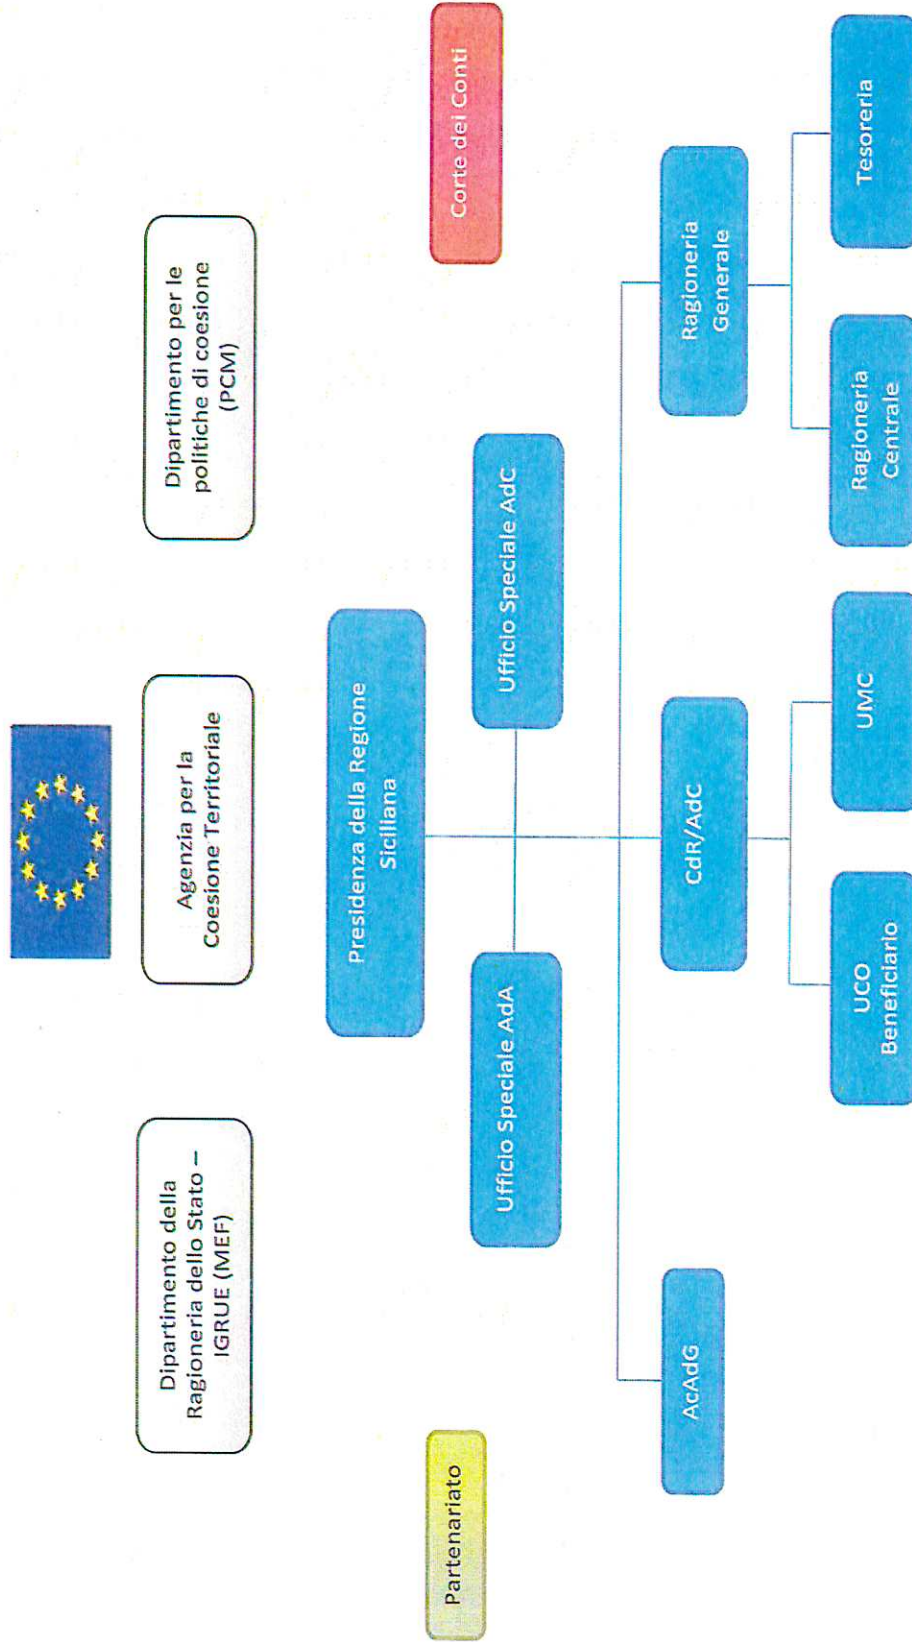 Dipartimento della
Ragioneria dello Stato –
IGRUE (MEF)
Agenzia per la
Coesione Territoriale
Dipartimento per le
politiche di coesione
(PCM)
Presidenza della Regione
Siciliana
Partenariato
Corte dei Conti
Ufficio Speciale AdA
Ufficio Speciale AdC
AcAdG
CdR/AdC
Ragioneria
Generale
UCO
Beneficiario
UMC
Ragioneria
Centrale
Tesoreria